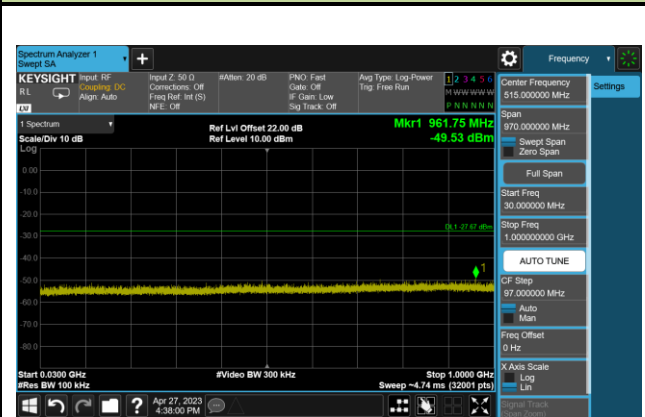 Spectrum Analyzer 1
Swept SA
Frequency
KEYSIGHT
R L
LXI
Input: RF
Coupling: DC
Align: Auto
Input Z: 50 Ω
Corrections: Off
Freq Ref: Int (S)
NFE: Off
#Atten: 20 dB
PNO: Fast
Gate: Off
IF Gain: Low
Sig Track: Off
Avg Type: Log-Power
Trig: Free Run
1 2 3 4 5 6
M W W W W W
P N N N N N
1 Spectrum
Scale/Div 10 dB
Log
Ref Lvl Offset 22.00 dB
Ref Level 10.00 dBm
Mkr1 961.75 MHz
-49.53 dBm
0.00
-10.0
-20.0
-30.0
-40.0
-50.0
-60.0
-70.0
-80.0
DL1 -27.67 dBm
1
Start 0.0300 GHz
#Res BW 100 kHz
#Video BW 300 kHz
Stop 1.0000 GHz
Sweep ~4.74 ms (32001 pts)
Apr 27, 2023
4:38:00 PM
Center Frequency
515.000000 MHz
Span
970.000000 MHz
Swept Span
Zero Span
Full Span
Start Freq
30.000000 MHz
Stop Freq
1.000000000 GHz
AUTO TUNE
CF Step
97.000000 MHz
Auto
Man
Freq Offset
0 Hz
X Axis Scale
Log
Lin
Signal Track
(Span Zoom)
Settings